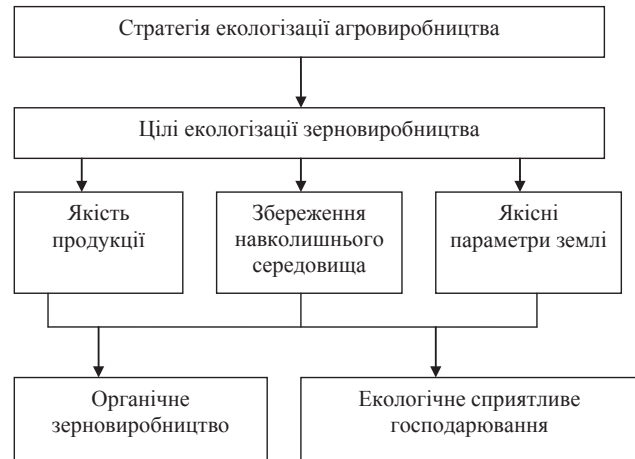 Стратегія екологізації агровиробництва
Цілі екологізації зерновиробництва
Якість
продукції
Збереження
навколишнього
середовища
Якісні
параметри землі
Органічне
зерновиробництво
Екологічне сприятливе
господарювання